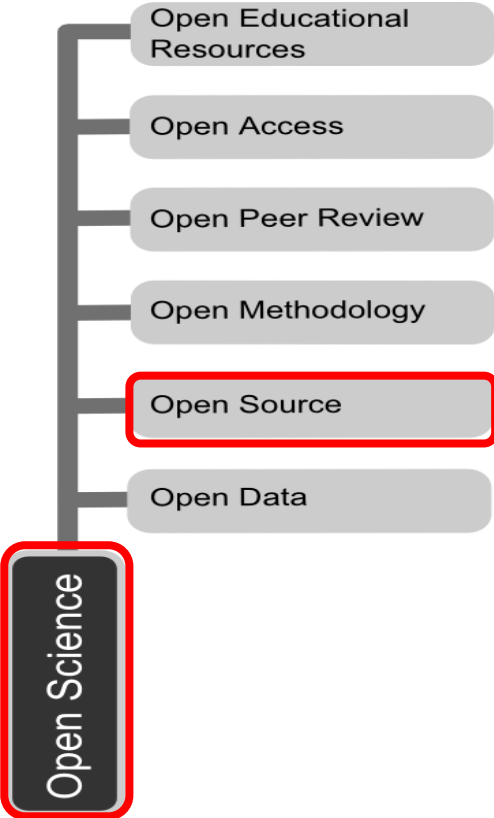 Open Educational
Resources
Open Access
Open Peer Review
Open Methodology
Open Source
Open Data
Open Science